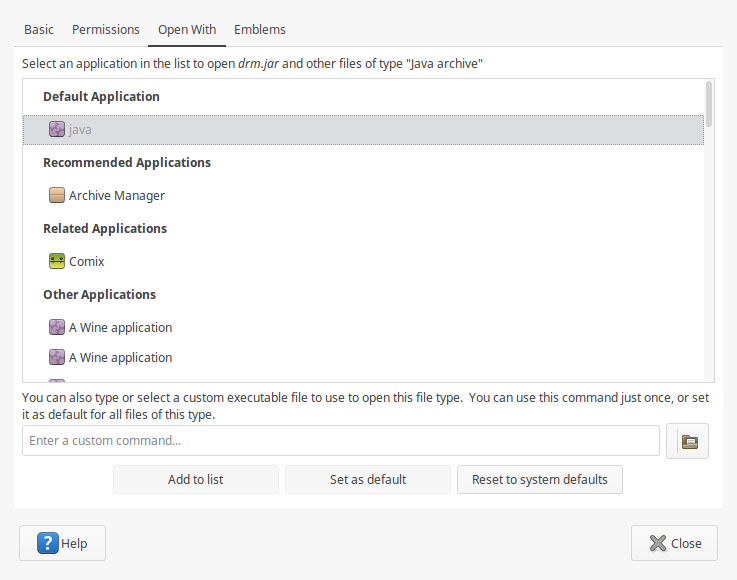 Basic Permissions Open With Emblems
Select an application in the list to open drm.jar and other files of type "Java archive"
Default Application
java
Recommended Applications
Archive Manager
Related Applications
Comix
Other Applications
A Wine application
A Wine application
You can also type or select a custom executable file to use to open this file type.  You can use this command just once, or set
it as default for all files of this type.
Enter a custom command...
Add to list Set as default Reset to system defaults
Help Close